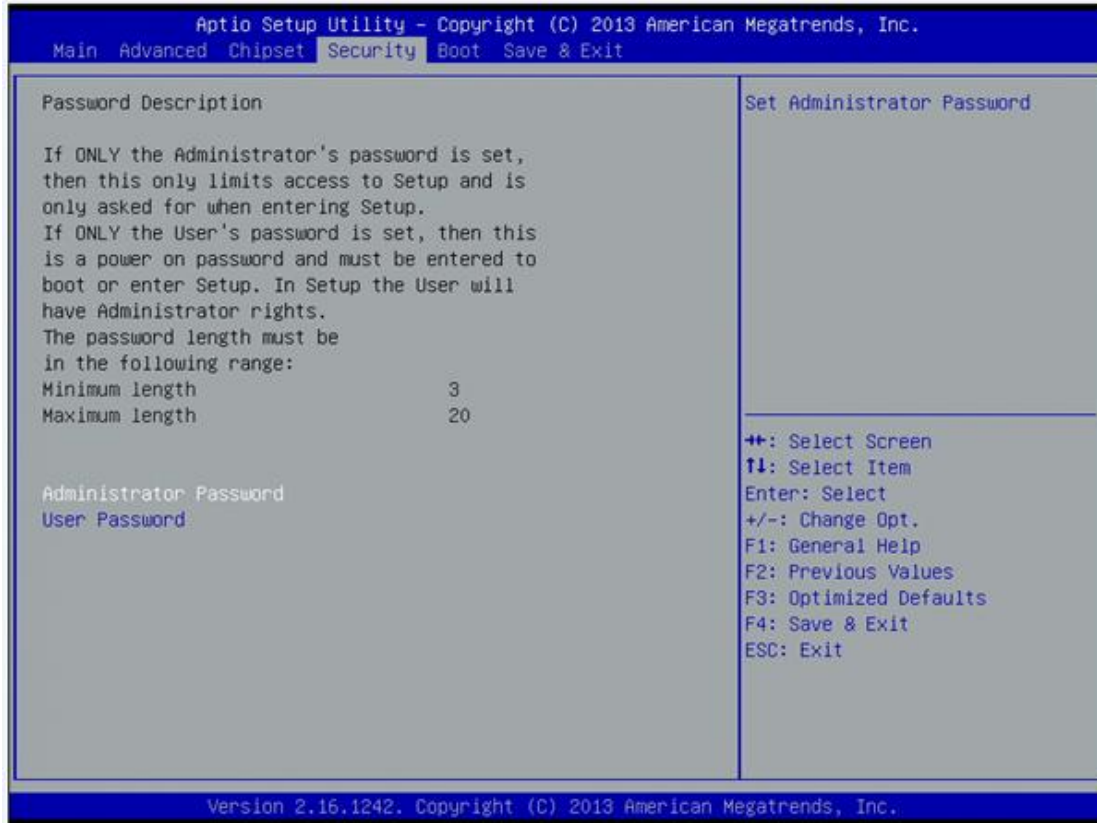 Aptio Setup Utility – Copyright (C) 2013 American Megatrends, Inc.
Main Advanced Chipset Security Boot Save & Exit
Password Description
If ONLY the Administrator's password is set,
then this only limits access to Setup and is
only asked for when entering Setup.
If ONLY the User's password is set, then this
is a power on password and must be entered to
boot or enter Setup. In Setup the User will
have Administrator rights.
The password length must be
in the following range:
Minimum length 3
Maximum length 20
Administrator Password
User Password
Set Administrator Password
→←: Select Screen
↑↓: Select Item
Enter: Select
+/-: Change Opt.
F1: General Help
F2: Previous Values
F3: Optimized Defaults
F4: Save & Exit
ESC: Exit
Version 2.16.1242. Copyright (C) 2013 American Megatrends, Inc.